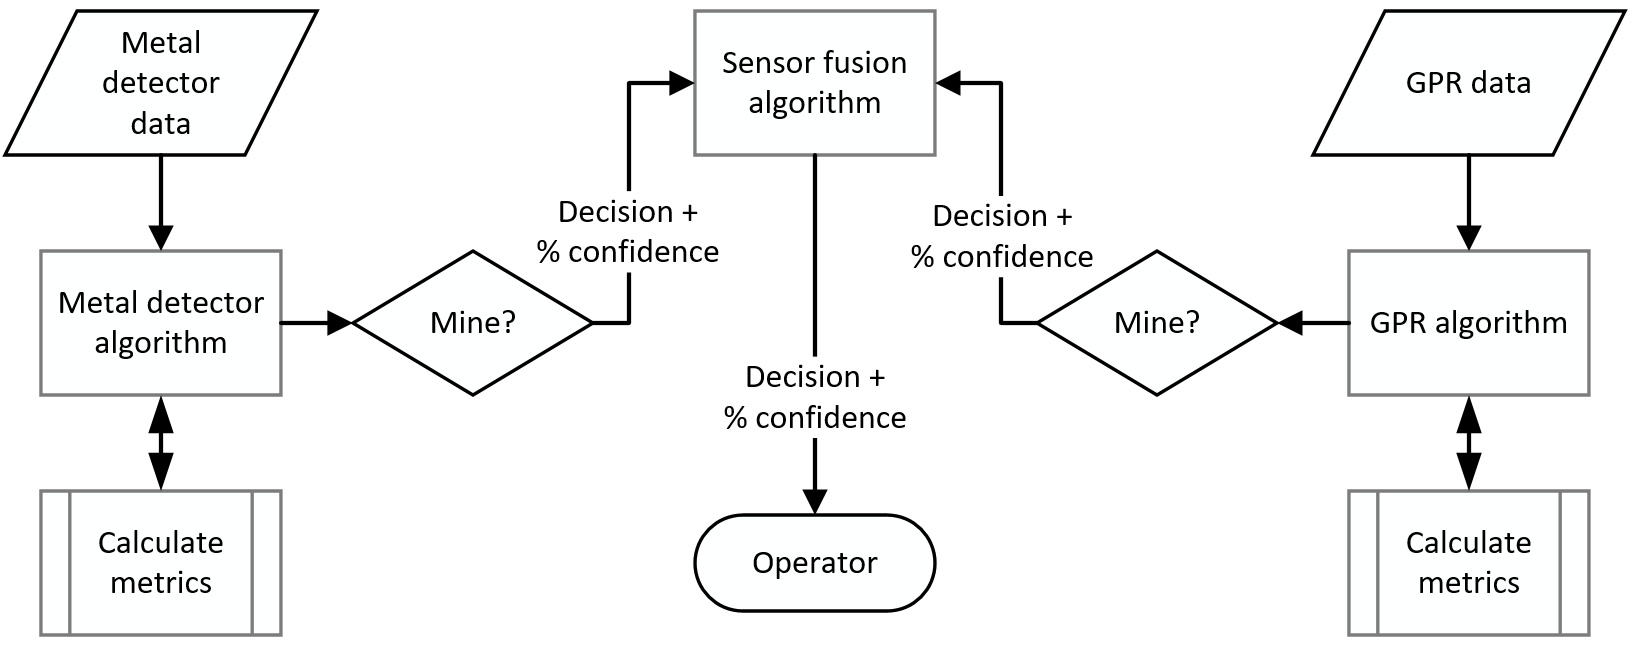 Metal
detector
data
Sensor fusion
algorithm
GPR data
Decision +
% confidence
Decision +
% confidence
Metal detector
algorithm
Mine?
Mine?
GPR algorithm
Decision +
% confidence
Calculate
metrics
Operator
Calculate
metrics